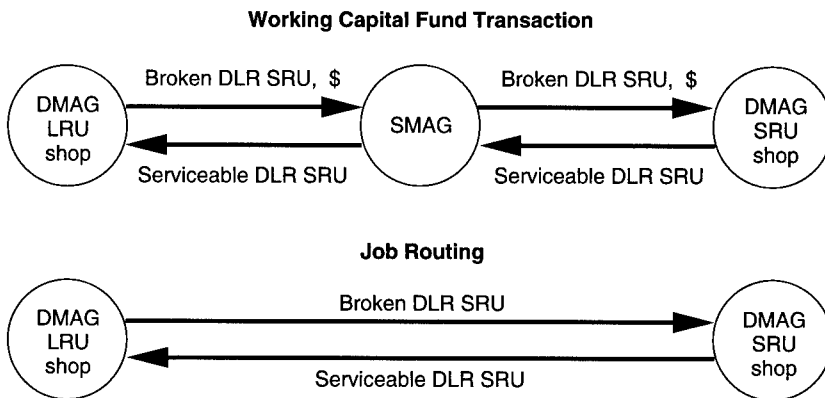 Working Capital Fund Transaction
Broken DLR SRU, $
Broken DLR SRU, $
DMAG
LRU
shop
SMAG
DMAG
SRU
shop
Serviceable DLR SRU
Serviceable DLR SRU
Job Routing
Broken DLR SRU
DMAG
LRU
shop
DMAG
SRU
shop
Serviceable DLR SRU